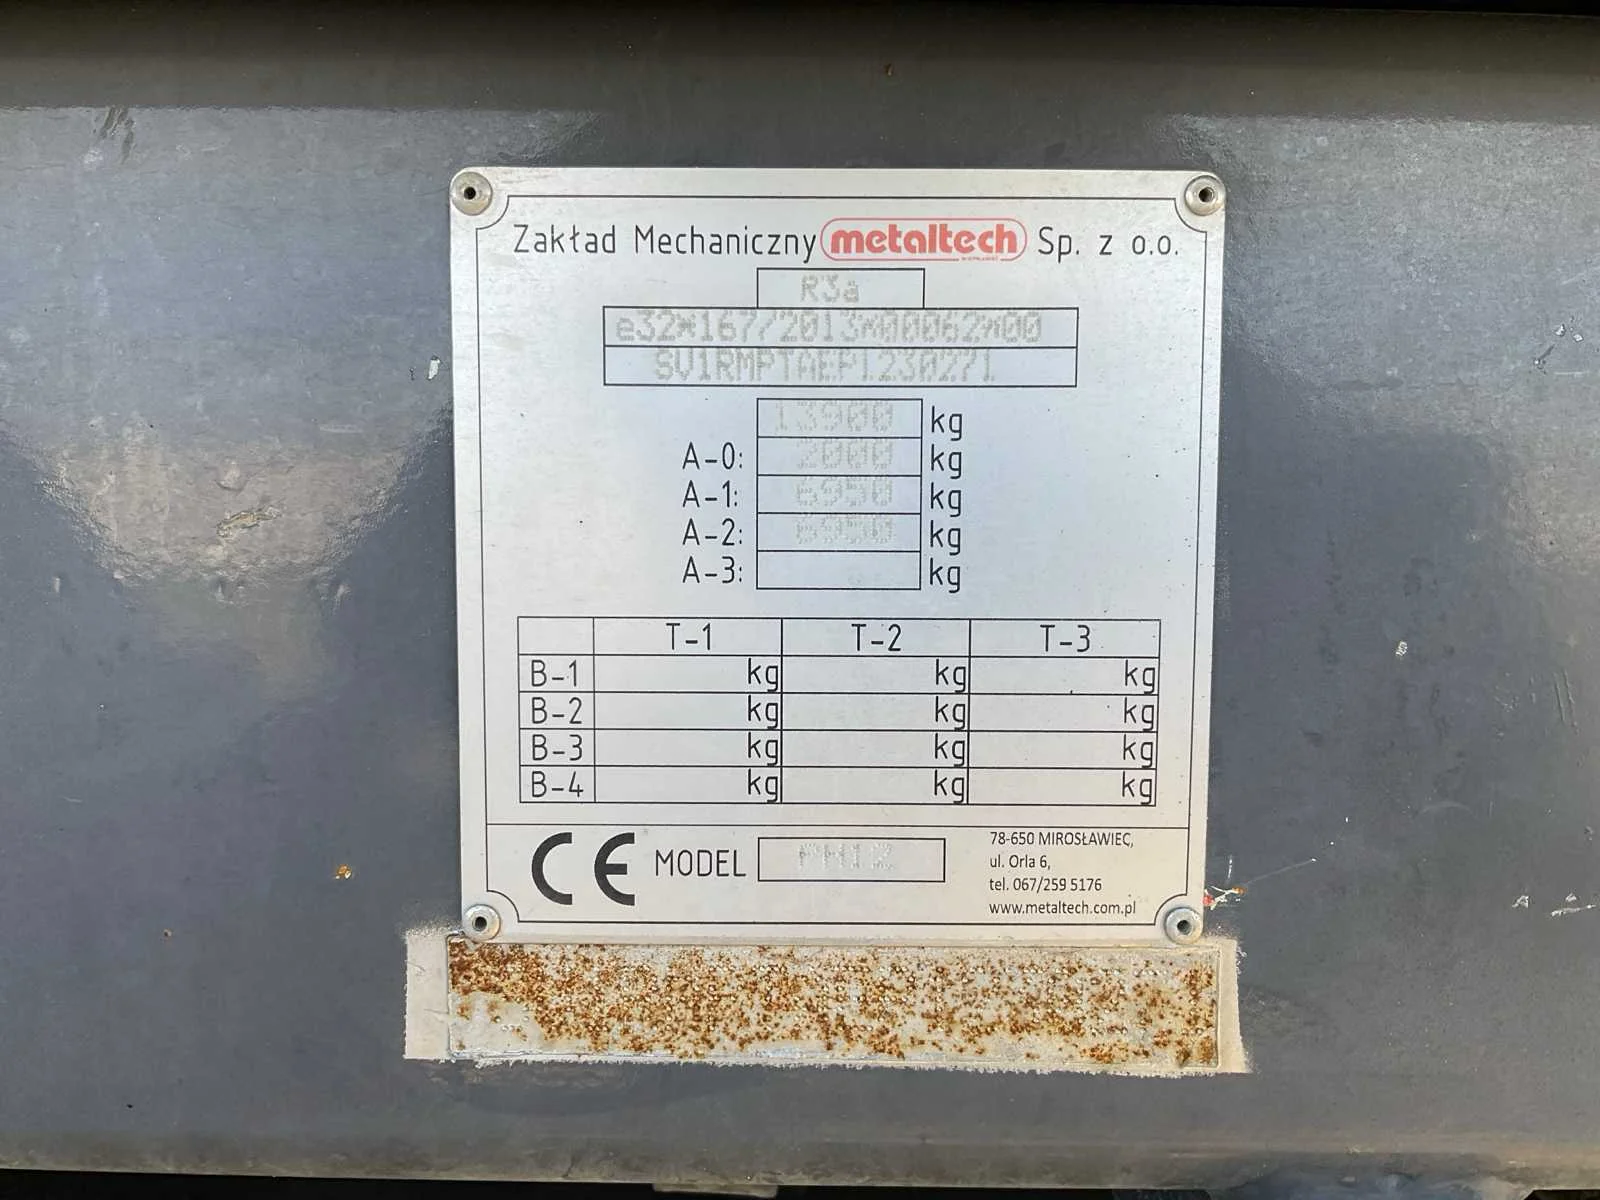 Zakład Mechaniczny metaltech Sp. z o.o.
R3a
e32*167/2013*00062*00
SV1RMPTAEP1230271
13900 kg
A-0: 2000 kg
A-1: 6950 kg
A-2: 6950 kg
A-3: kg
T-1 T-2 T-3
B-1 kg kg kg
B-2 kg kg kg
B-3 kg kg kg
B-4 kg kg kg
CE MODEL
78-650 MIROSŁAWIEC,
ul. Orla 6,
tel. 067/259 5176
www.metaltech.com.pl